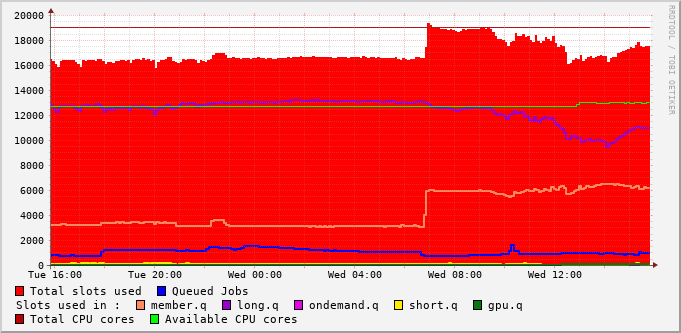 RRDTOOL / TOBI OETIKER
20000
18000
16000
14000
12000
10000
8000
6000
4000
2000
0
Tue 16:00 Tue 20:00 Wed 00:00 Wed 04:00 Wed 08:00 Wed 12:00
Total slots used Queued Jobs
Slots used in : member.q long.q ondemand.q short.q gpu.q
Total CPU cores Available CPU cores